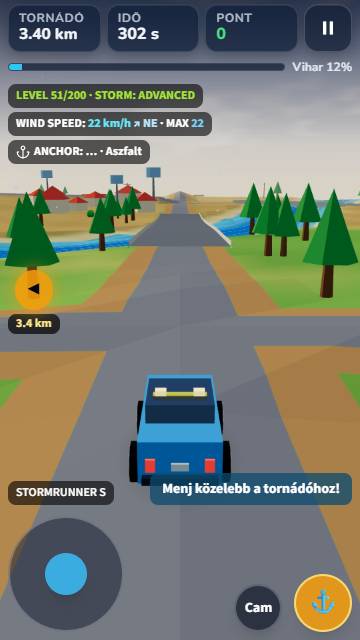 TORNÁDÓ
3.40 km
IDŐ
302 s
PONT
0
Vihar 12%
LEVEL 51/200 · STORM: ADVANCED
WIND SPEED: 22 km/h ↗ NE · MAX 22
⚓ ANCHOR: ... · Aszfalt
3.4 km
STORMRUNNER S
Menj közelebb a tornádóhoz!
Cam